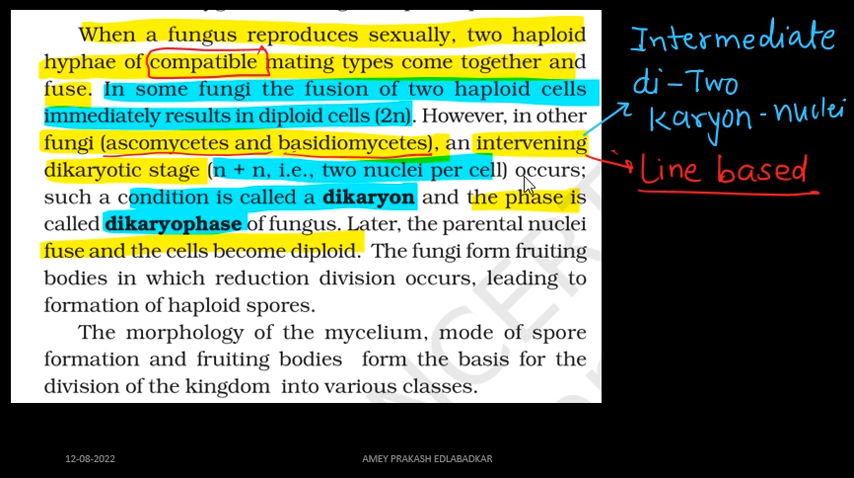 When a fungus reproduces sexually, two haploid
hyphae of compatible mating types come together and
fuse. In some fungi the fusion of two haploid cells
immediately results in diploid cells (2n). However, in other
fungi (ascomycetes and basidiomycetes), an intervening
dikaryotic stage (n + n, i.e., two nuclei per cell) occurs;
such a condition is called a dikaryon and the phase is
called dikaryophase of fungus. Later, the parental nuclei
fuse and the cells become diploid. The fungi form fruiting
bodies in which reduction division occurs, leading to
formation of haploid spores.
The morphology of the mycelium, mode of spore
formation and fruiting bodies form the basis for the
division of the kingdom into various classes.
Intermediate
di-Two
Karyon-nuclei
Line based
NCERT
12-08-2022
AMEY PRAKASH EDLABADKAR